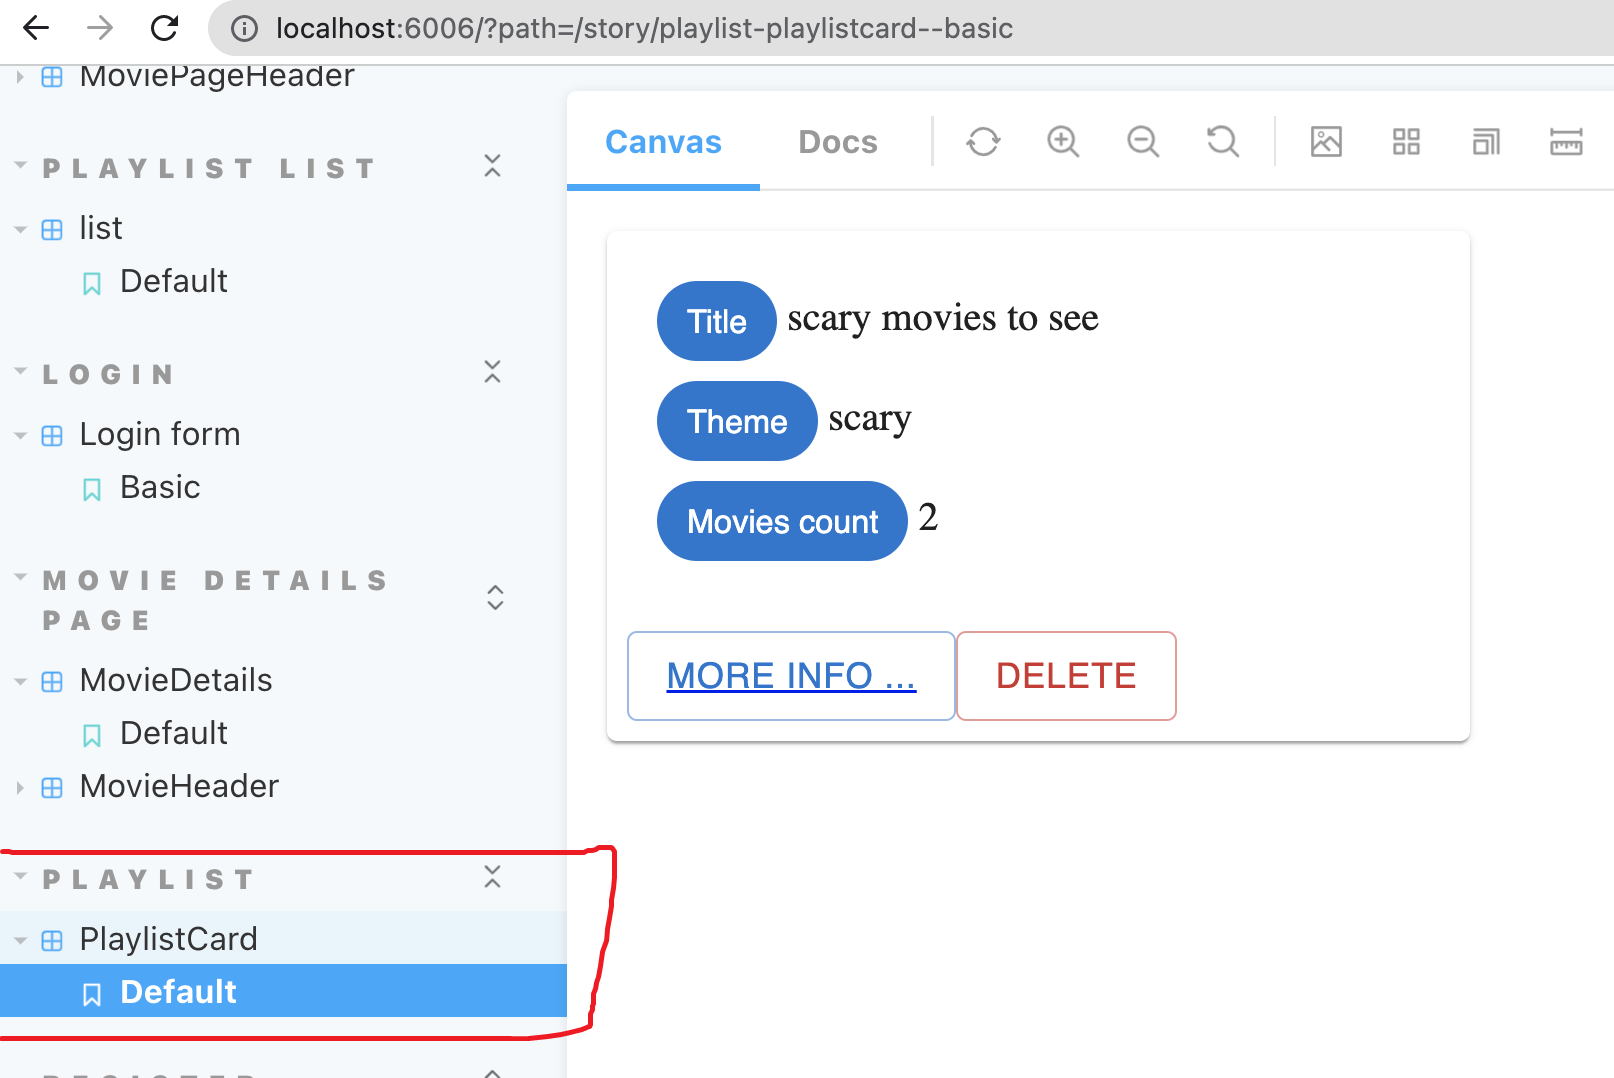 localhost:6006/?path=/story/playlist-playlistcard--basic
MoviePageHeader
PLAYLIST LIST
list
Default
LOGIN
Login form
Basic
MOVIE DETAILS
PAGE
MovieDetails
Default
MovieHeader
PLAYLIST
PlaylistCard
Default
REGISTER
Canvas Docs
Title scary movies to see
Theme scary
Movies count 2
MORE INFO ... DELETE